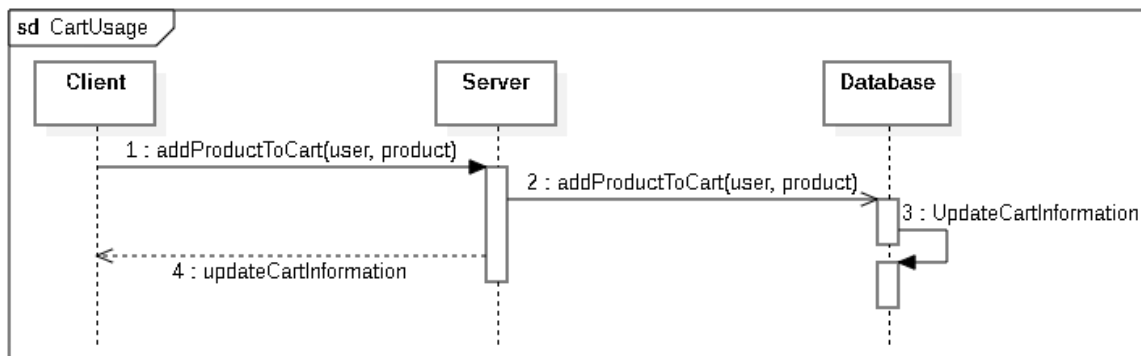 sd CartUsage
Client
Server
Database
1 : addProductToCart(user, product)
2 : addProductToCart(user, product)
3 : UpdateCartInformation
4 : updateCartInformation